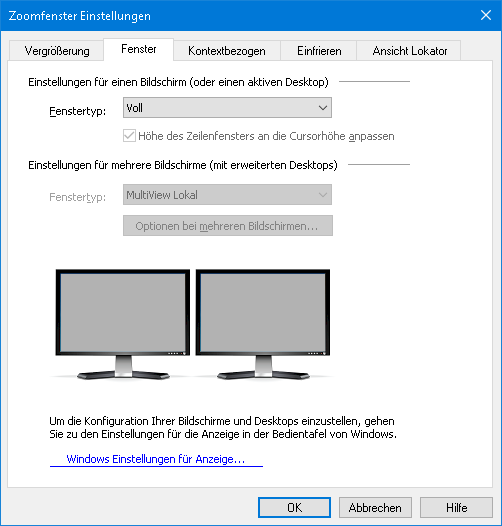 Zoomfenster Einstellungen
Vergrößerung
Fenster
Kontextbezogen
Einfrieren
Ansicht Lokator
Einstellungen für einen Bildschirm (oder einen aktiven Desktop)
Fenstertyp:
Voll
Höhe des Zeilenfensters an die Cursorhöhe anpassen
Einstellungen für mehrere Bildschirme (mit erweiterten Desktops)
Fenstertyp:
MultiView Lokal
Optionen bei mehreren Bildschirmen...
Um die Konfiguration Ihrer Bildschirme und Desktops einzustellen, gehen
Sie zu den Einstellungen für die Anzeige in der Bedientafel von Windows.
Windows Einstellungen für Anzeige...
OK
Abbrechen
Hilfe